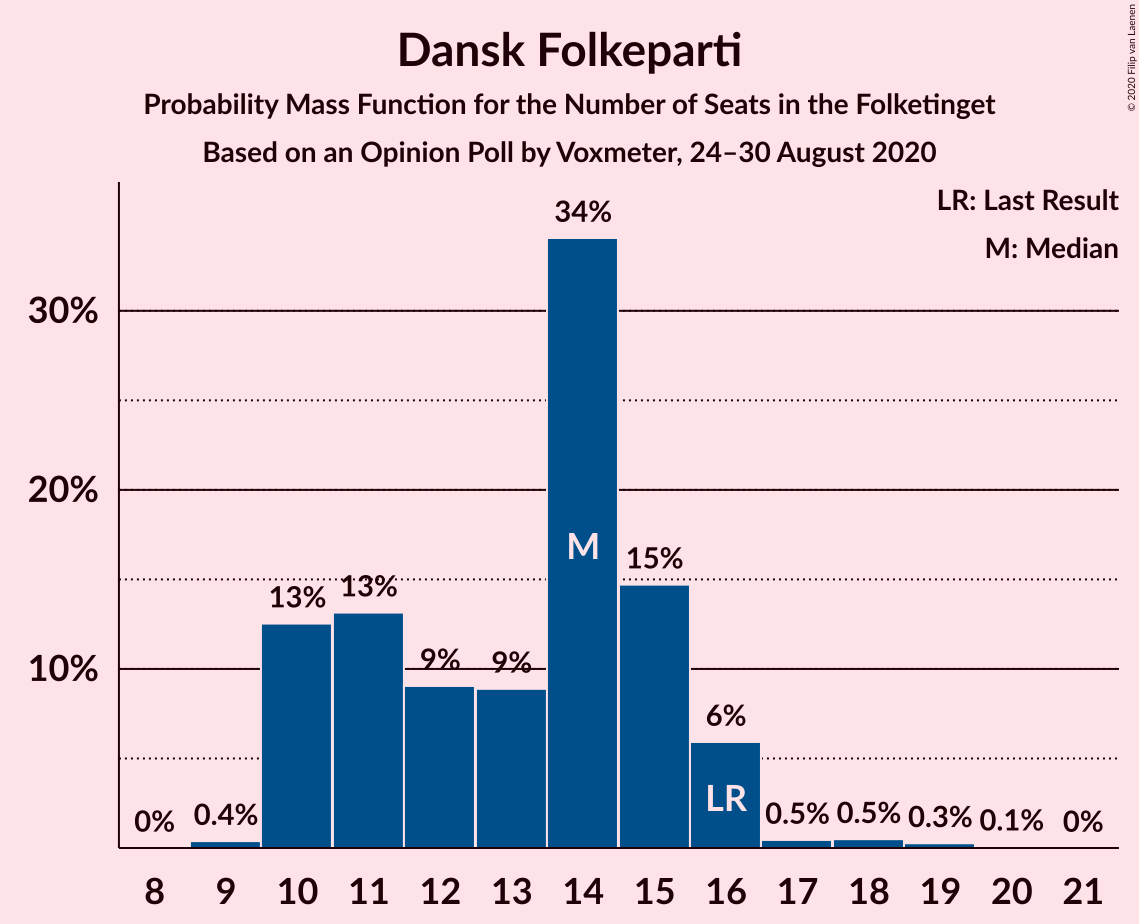 Dansk Folkeparti
Probability Mass Function for the Number of Seats in the Folketinget
Based on an Opinion Poll by Voxmeter, 24–30 August 2020
© 2020 Filip van Laenen
LR: Last Result
M: Median
34%
30%
20%
10%
M
15%
13%
13%
9%
9%
6%
LR
0%
0.4%
0.5%
0.5%
0.3%
0.1%
0%
8 9 10 11 12 13 14 15 16 17 18 19 20 21